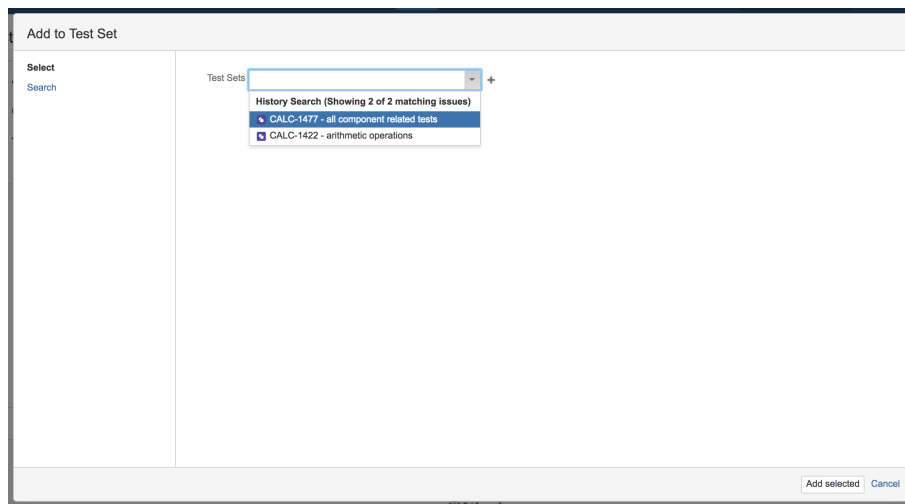 Add to Test Set
Select
Search
Test Sets
History Search (Showing 2 of 2 matching issues)
CALC-1477 - all component related tests
CALC-1422 - arithmetic operations
Add selected Cancel